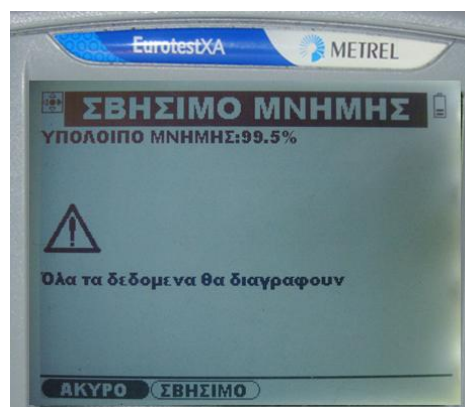 EurotestXA METREL
ΣΒΗΣΙΜΟ ΜΝΗΜΗΣ
ΥΠΟΛΟΙΠΟ ΜΝΗΜΗΣ:99.5%
Όλα τα δεδομενα θα διαγραφουν
ΑΚΥΡΟ ΣΒΗΣΙΜΟ